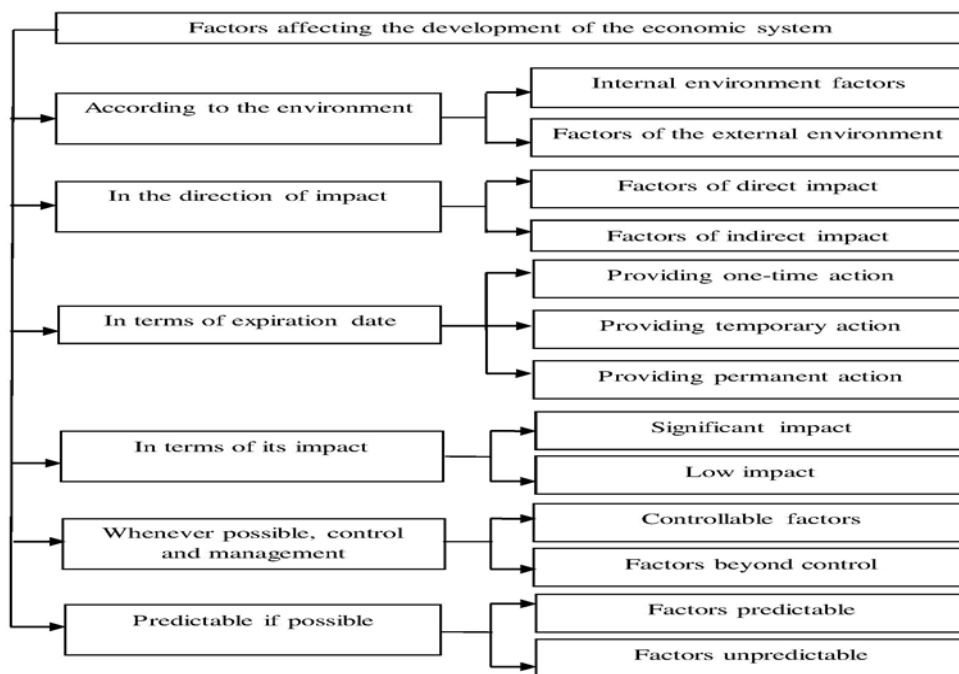 Factors affecting the development of the economic system
According to the environment
Internal environment factors
Factors of the external environment
In the direction of impact
Factors of direct impact
Factors of indirect impact
In terms of expiration date
Providing one-time action
Providing temporary action
Providing permanent action
In terms of its impact
Significant impact
Low impact
Whenever possible, control
and management
Controllable factors
Factors beyond control
Predictable if possible
Factors predictable
Factors unpredictable